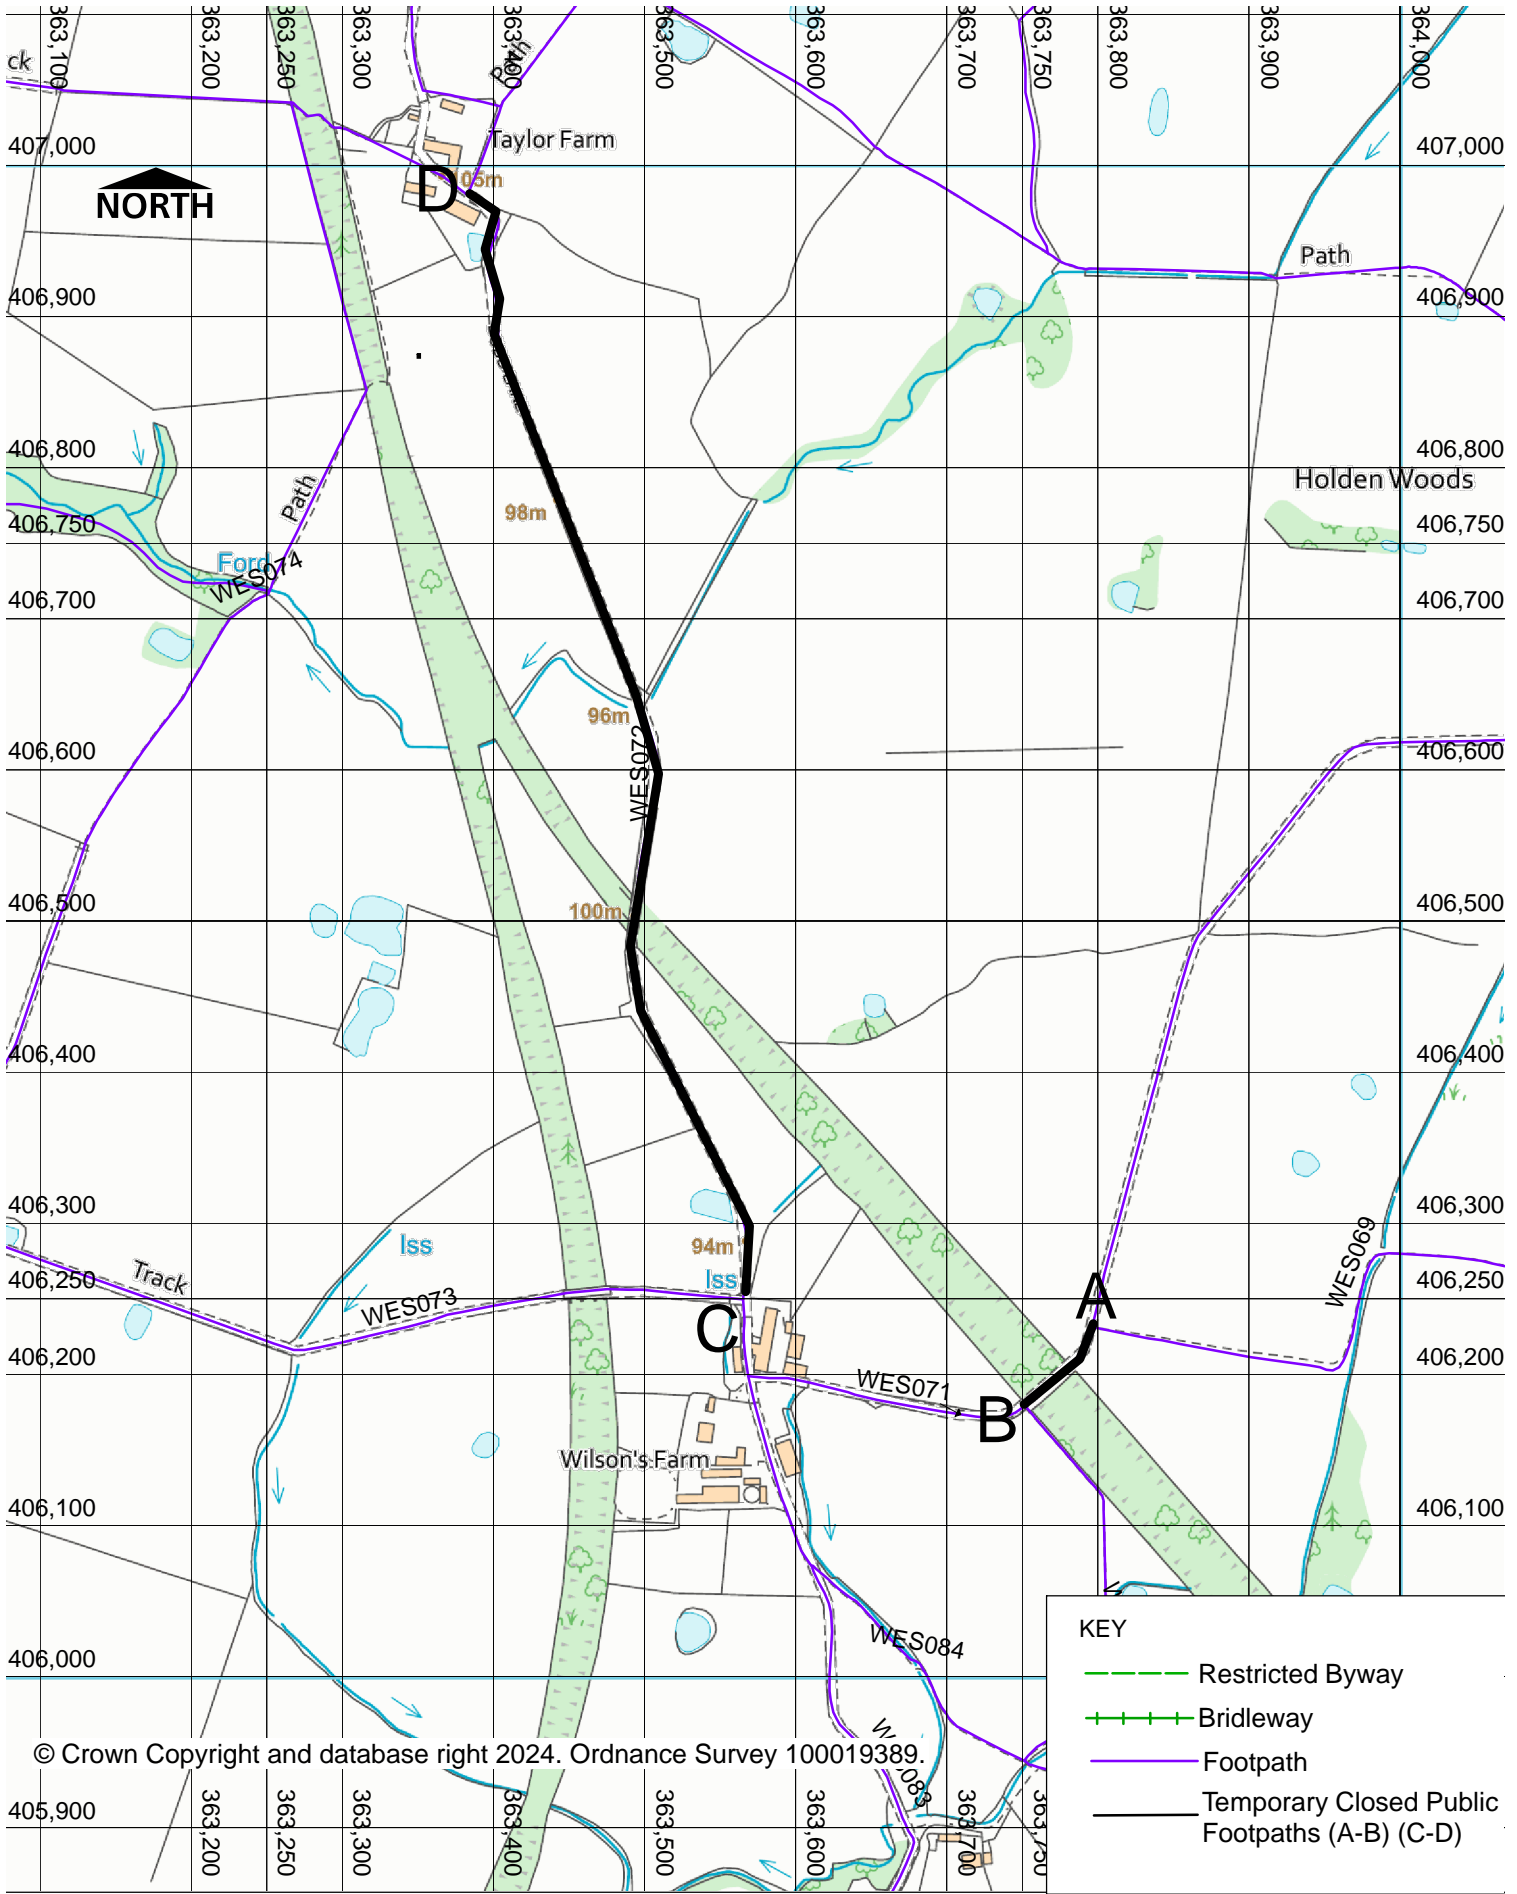 ck
363,100
363,200
363,250
363,300
363,400
Path
363,500
363,600
363,700
363,750
363,800
363,900
364,000
Taylor Farm
407,000
407,000
NORTH
D
105m
Path
406,900
406,900
406,800
406,800
Holden Woods
Path
98m
406,750
406,750
Ford
WES074
406,700
406,700
96m
WES072
406,600
406,600
406,500
100m
406,500
406,400
406,400
406,300
406,300
Iss
94m
WES069
Track
406,250
Iss
A
406,250
WES073
C
406,200
406,200
WES071
B
Wilson's Farm
406,100
406,100
KEY
WES084
406,000
Restricted Byway
Bridleway
© Crown Copyright and database right 2024. Ordnance Survey 100019389.
Footpath
Temporary Closed Public
Footpaths (A-B) (C-D)
405,900
363,200
363,250
363,300
363,400
363,500
363,600
363,700
363,750